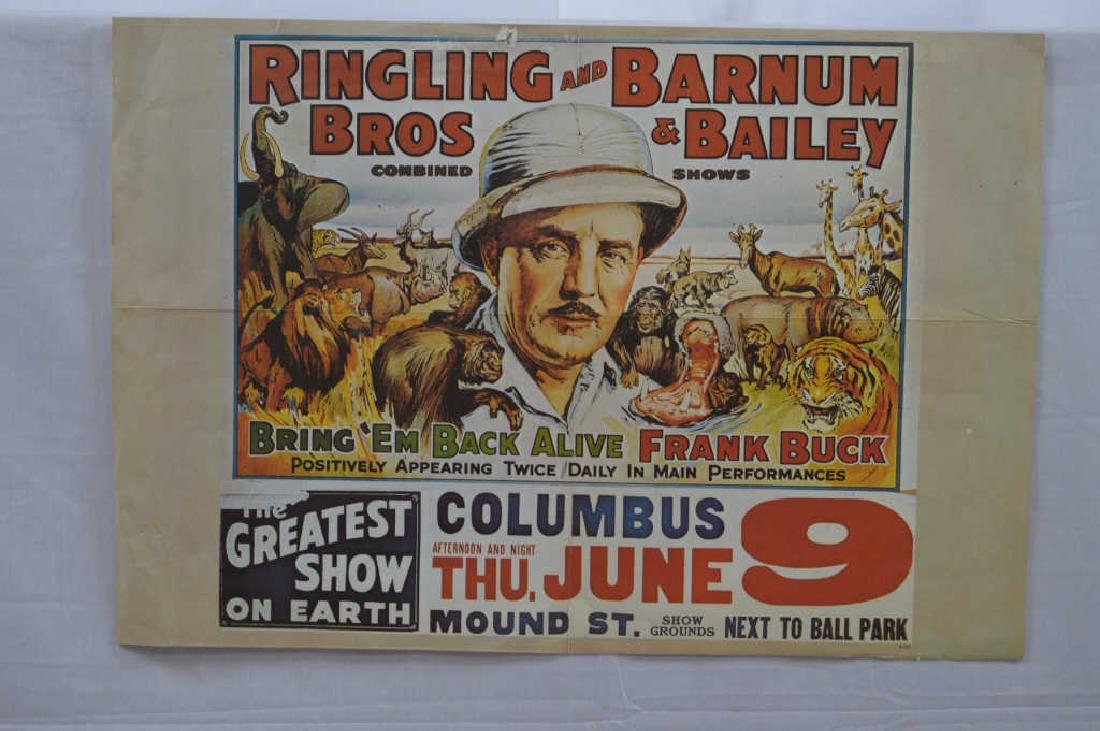 RINGLING AND BARNUM
BROS & BAILEY
COMBINED SHOWS
BRING 'EM BACK ALIVE FRANK BUCK
POSITIVELY APPEARING TWICE DAILY IN MAIN PERFORMANCES
The
GREATEST
SHOW
ON EARTH
COLUMBUS
AFTERNOON AND NIGHT
THU. JUNE 9
MOUND ST. SHOW GROUNDS NEXT TO BALL PARK